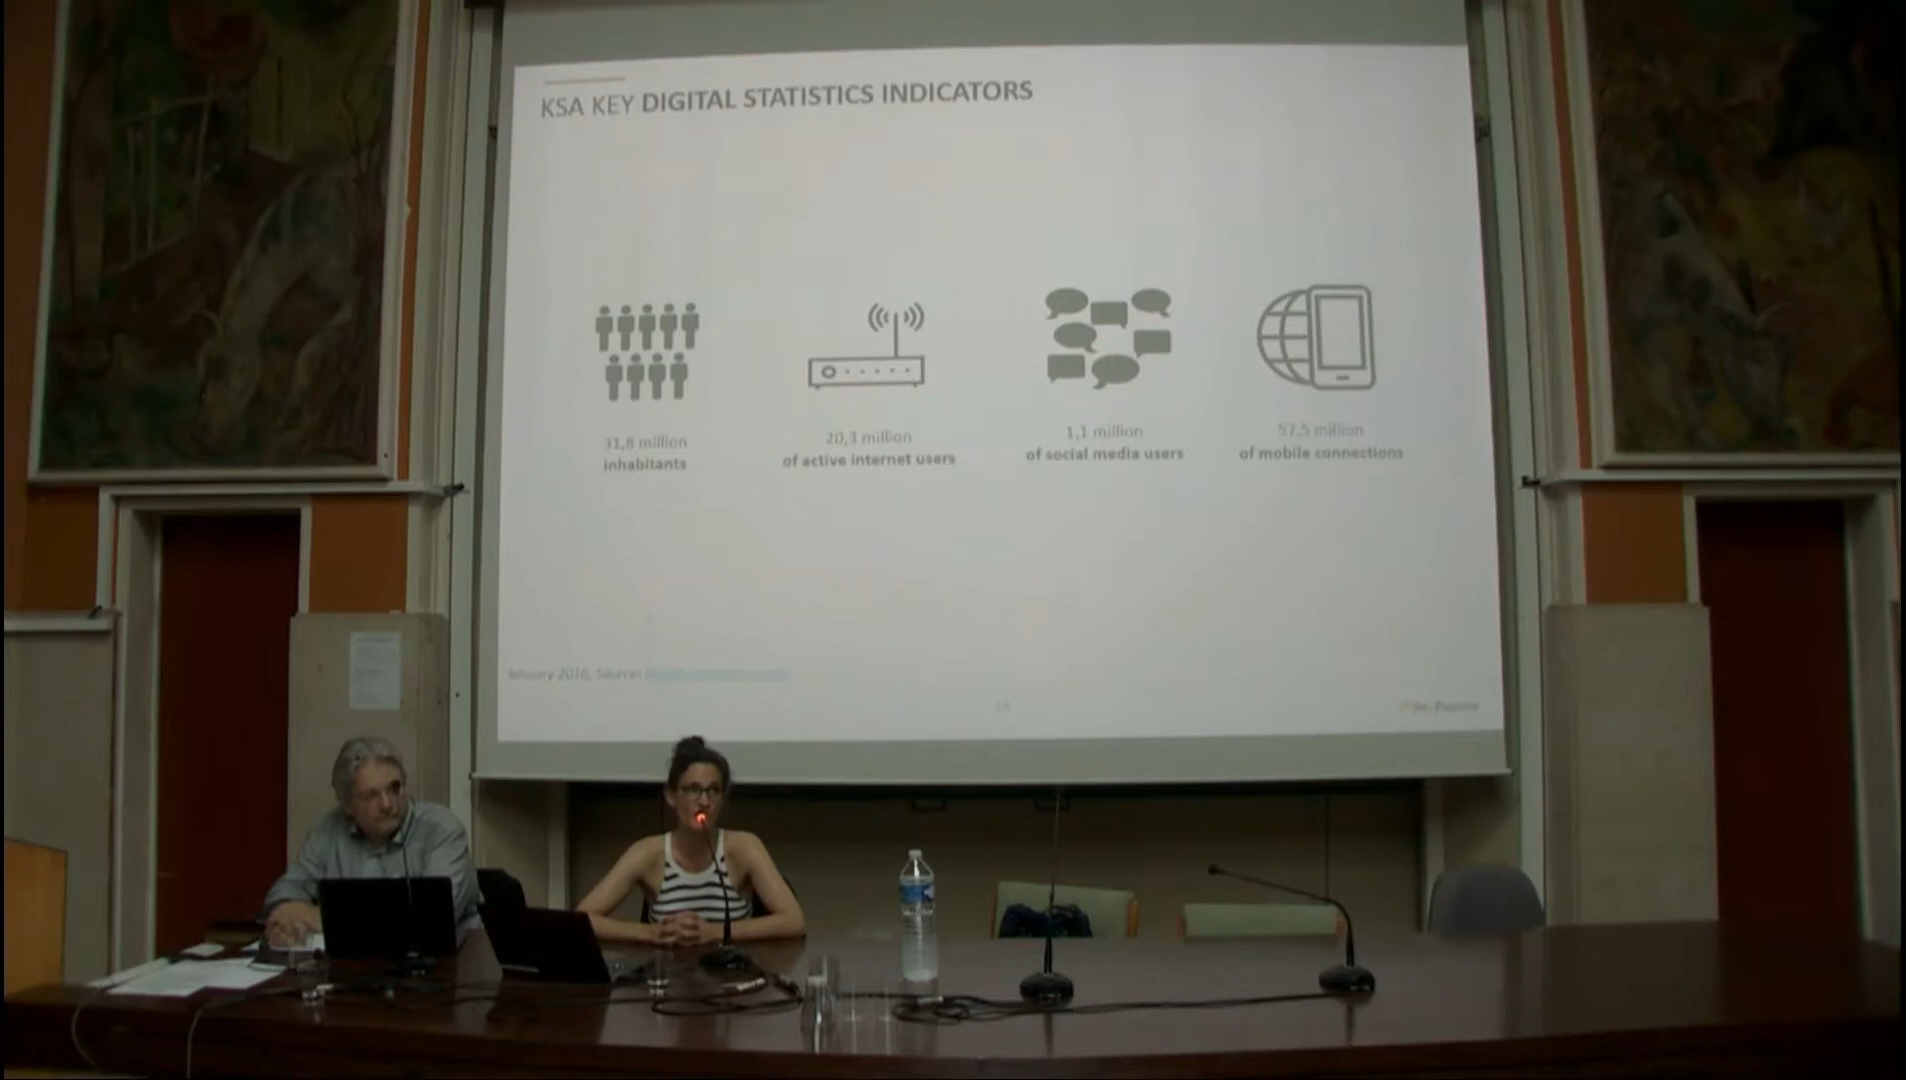 KSA KEY DIGITAL STATISTICS INDICATORS
31,8 million
inhabitants
20,3 million
of active internet users
1,1 million
of social media users
57,5 million
of mobile connections
January 2016; Source: